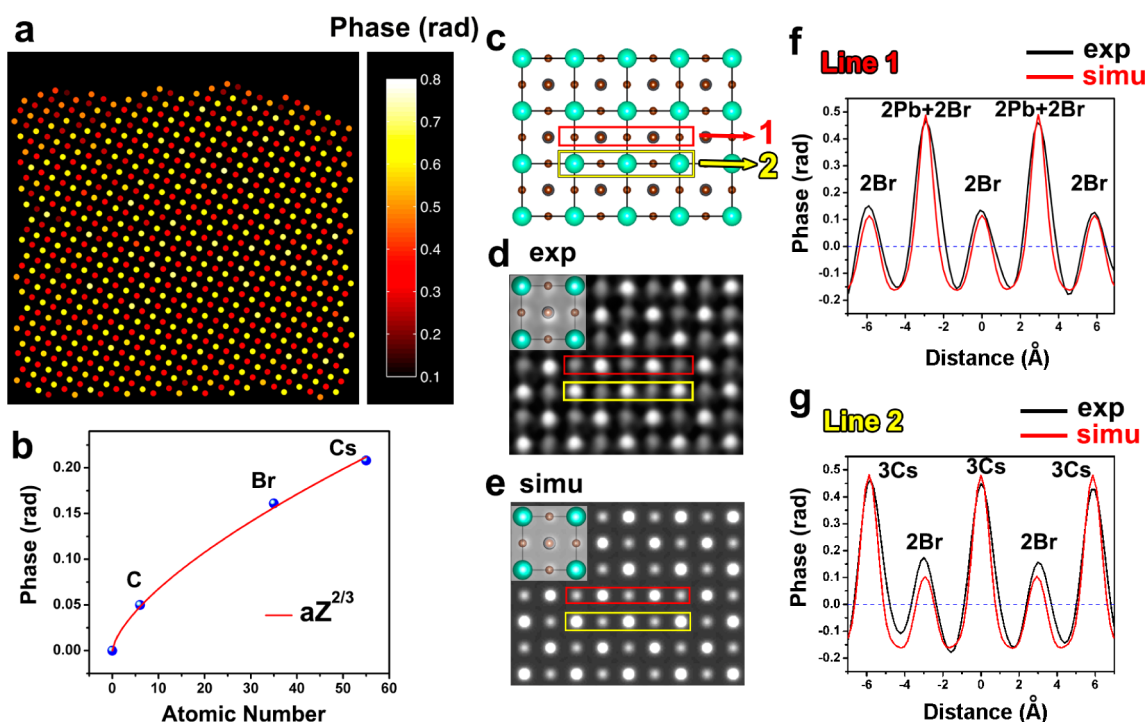 a
Phase (rad)
0.8
0.7
0.6
0.5
0.4
0.3
0.2
0.1
b
Phase (rad)
0.20
0.15
0.10
0.05
0.00
C
Br
Cs
aZ^2/3
0 10 20 30 40 50 60
Atomic Number
c
1
2
d exp
e simu
f
Line 1
exp
simu
Phase (rad)
0.5
0.4
0.3
0.2
0.1
0.0
-0.1
-0.2
2Pb+2Br 2Pb+2Br
2Br 2Br 2Br
-6 -4 -2 0 2 4 6
Distance (Å)
g
Line 2
exp
simu
Phase (rad)
0.5
0.4
0.3
0.2
0.1
0.0
-0.1
-0.2
3Cs 3Cs 3Cs
2Br 2Br
-6 -4 -2 0 2 4 6
Distance (Å)